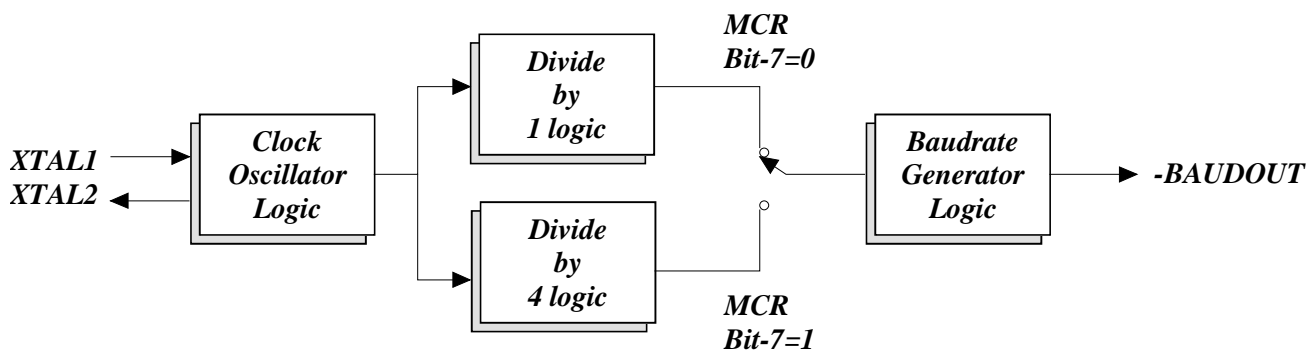 MCR
Bit-7=0
Divide
by
1 logic
XTAL1
XTAL2
Clock
Oscillator
Logic
Baudrate
Generator
Logic
-BAUDOUT
Divide
by
4 logic
MCR
Bit-7=1